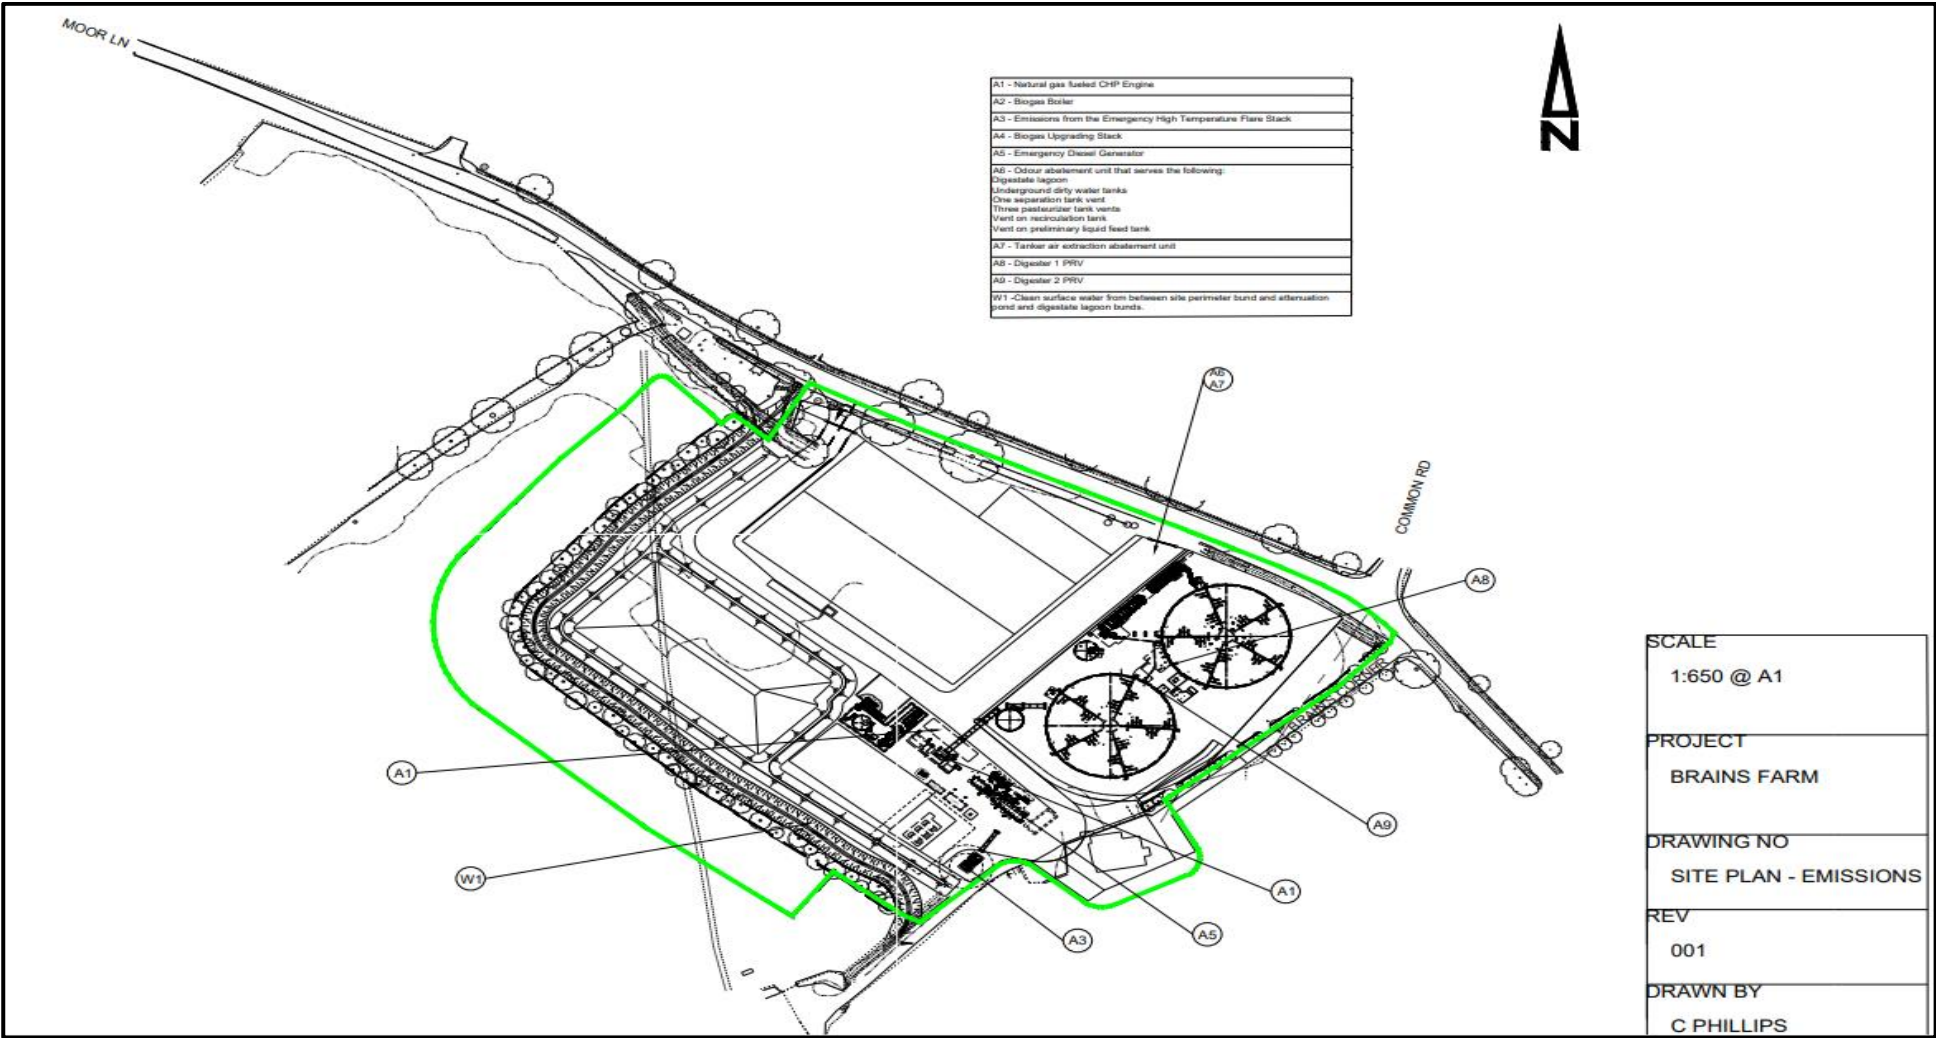 MOOR LN
A1 - Natural gas fueled CHP Engine
A2 - Biogas Boiler
A3 - Emissions from the Emergency High Temperature Flare Stack
A4 - Biogas Upgrading Stack
A5 - Emergency Diesel Generator
A6 - Odour abatement unit that serves the following:
Digestate lagoon
Underground dirty water tanks
One separation tank vent
Three pasteurizer tank vents
Vent on recirculation tank
Vent on preliminary liquid feed tank
A7 - Tanker air extraction abatement unit
A8 - Digester 1 PRV
A9 - Digester 2 PRV
W1 -Clean surface water from between site perimeter bund and attenuation
pond and digestate lagoon bunds.
N
A6
A7
COMMON RD
A8
BRAINS CORNER
A1
A9
W1
A1
A5
A3
SCALE
1:650 @ A1
PROJECT
BRAINS FARM
DRAWING NO
SITE PLAN - EMISSIONS
REV
001
DRAWN BY
C PHILLIPS